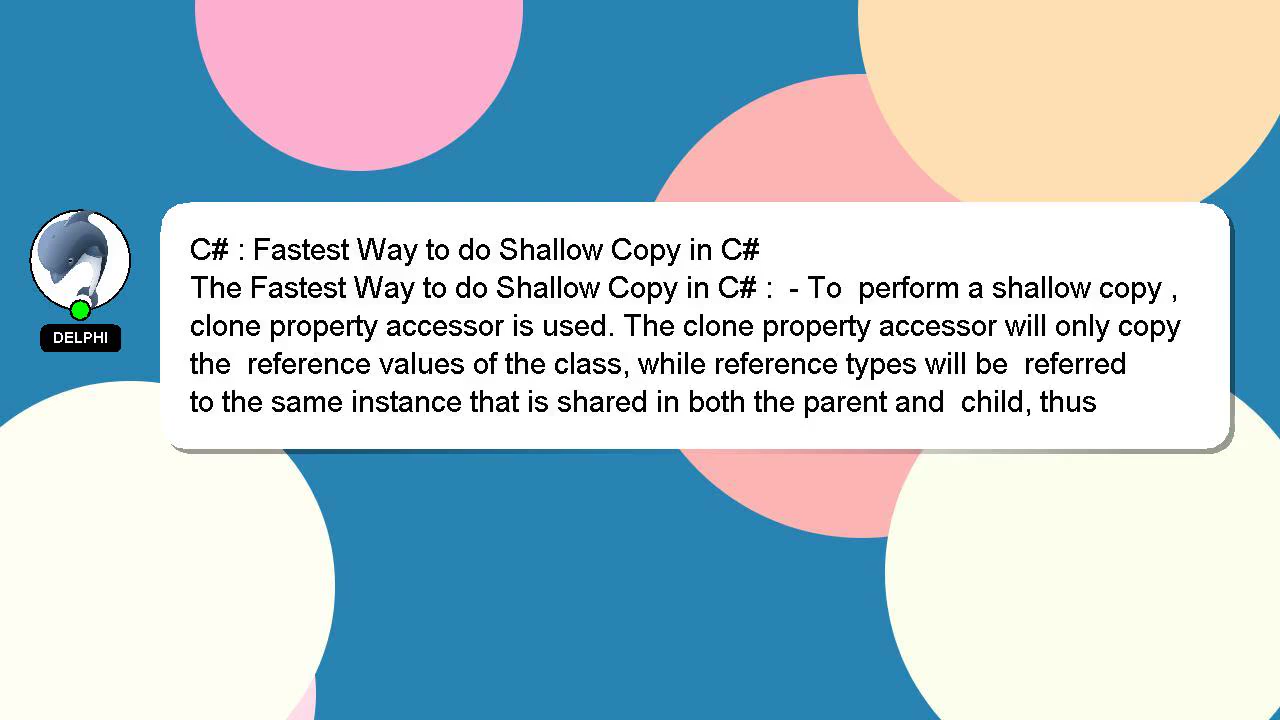 C# : Fastest Way to do Shallow Copy in C#
The Fastest Way to do Shallow Copy in C# :  - To  perform a shallow copy ,
clone property accessor is used. The clone property accessor will only copy
the  reference values of the class, while reference types will be  referred
to the same instance that is shared in both the parent and  child, thus
DELPHI